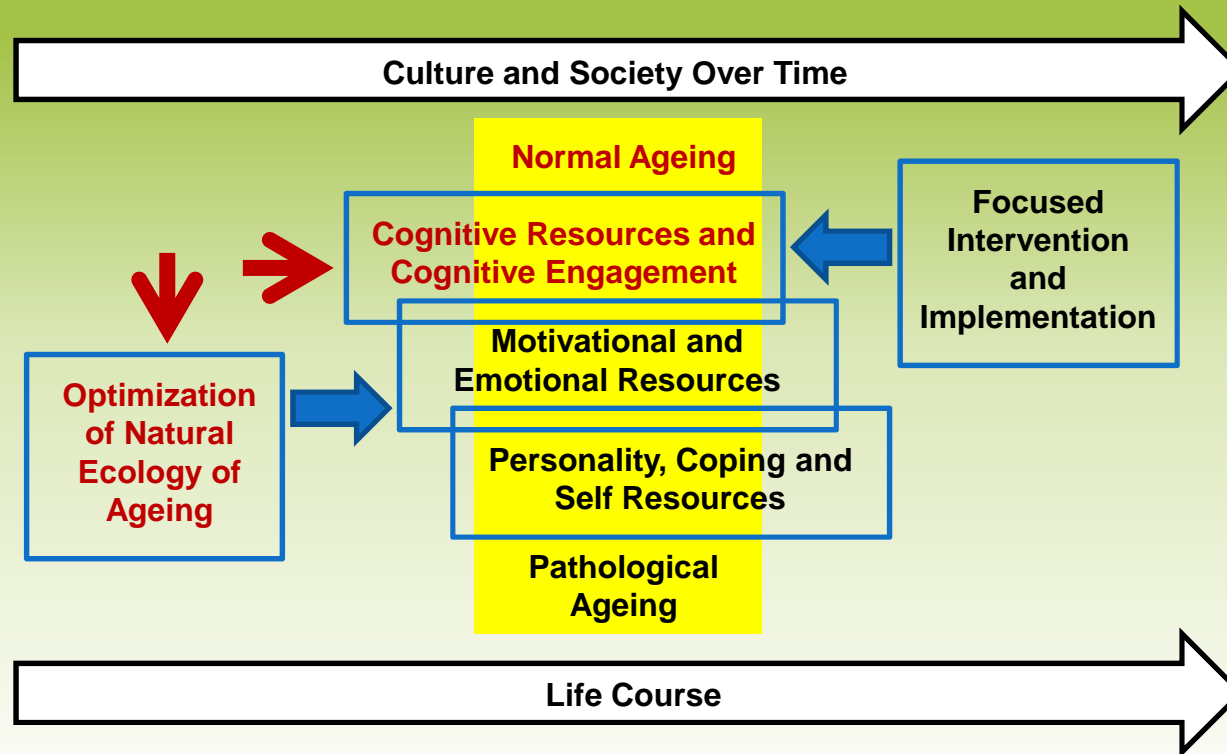 Culture and Society Over Time
Normal Ageing
Cognitive Resources and
Cognitive Engagement
Focused
Intervention
and
Implementation
Motivational and
Emotional Resources
Optimization
of Natural
Ecology of
Ageing
Personality, Coping and
Self Resources
Pathological
Ageing
Life Course